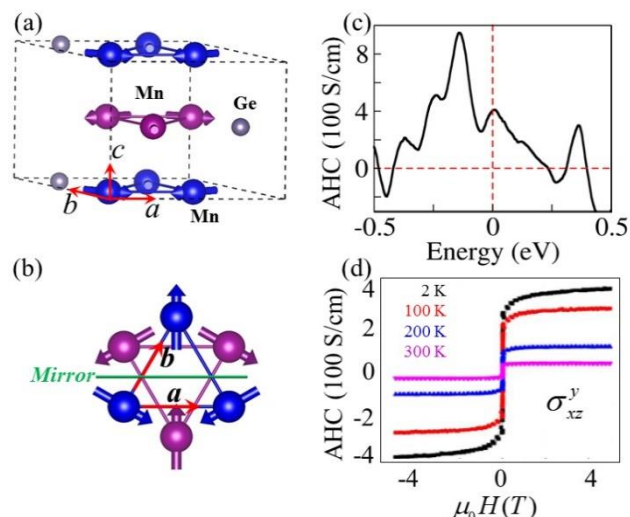 (a)
Mn
Ge
c
b
a
Mn
(b)
Mirror
b
a
(c)
AHC (100 S/cm)
8
4
0
-0.5
0
0.5
Energy (eV)
(d)
AHC (100 S/cm)
4
2
0
-2
-4
2 K
100 K
200 K
300 K
σ^y_xz
-4
0
4
μ₀H(T)